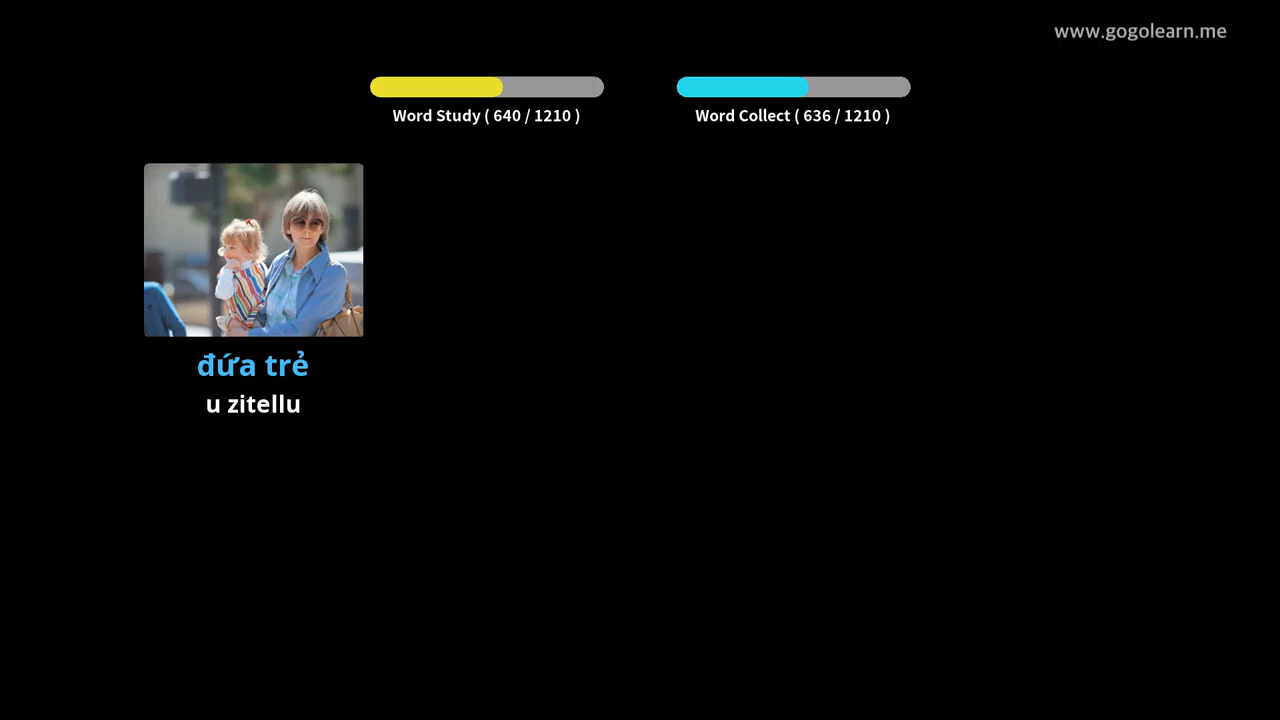 www.gogolearn.me
Word Study ( 640 / 1210 )
Word Collect ( 636 / 1210 )
đứa trẻ
u zitellu